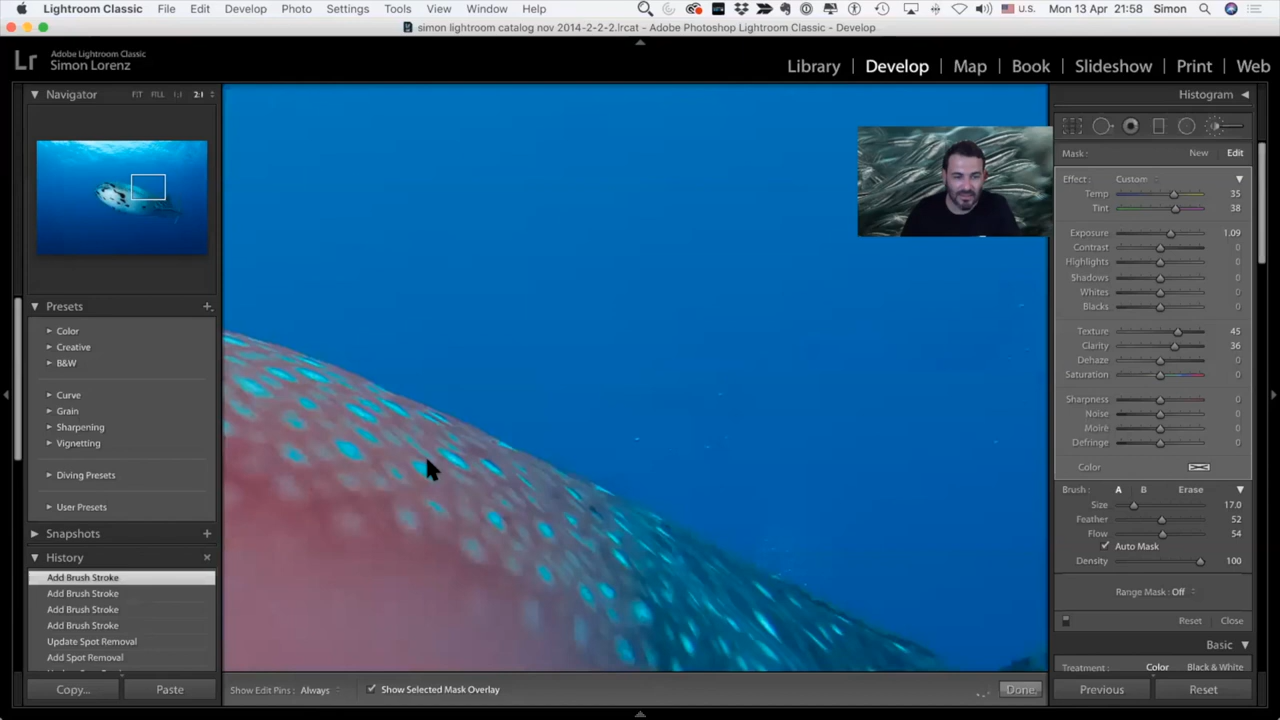 Lightroom Classic File Edit Develop Photo Settings Tools View Window Help U.S. Mon 13 Apr 21:58 Simon
simon lightroom catalog nov 2014-2-2-2.lrcat - Adobe Photoshop Lightroom Classic - Develop
Lr Adobe Lightroom Classic
Simon Lorenz
Library | Develop | Map | Book | Slideshow | Print | Web
Navigator FIT FILL 1:1 2:1
Histogram
Mask : New Edit
Effect : Custom
Temp 35
Tint 38
Exposure 1.09
Contrast 0
Highlights 0
Shadows 0
Whites 0
Blacks 0
Texture 45
Clarity 36
Dehaze 0
Saturation 0
Sharpness 0
Noise 0
Moiré 0
Defringe 0
Color
Brush : A B Erase
Size 17.0
Feather 52
Flow 54
Auto Mask
Density 100
Range Mask : Off
Reset Close
Basic
Treatment : Color Black & White
Previous Reset
Presets +
Color
Creative
B&W
Curve
Grain
Sharpening
Vignetting
Diving Presets
User Presets
Snapshots +
History ×
Add Brush Stroke
Add Brush Stroke
Add Brush Stroke
Add Brush Stroke
Update Spot Removal
Add Spot Removal
Copy... Paste
Show Edit Pins : Always Show Selected Mask Overlay Done